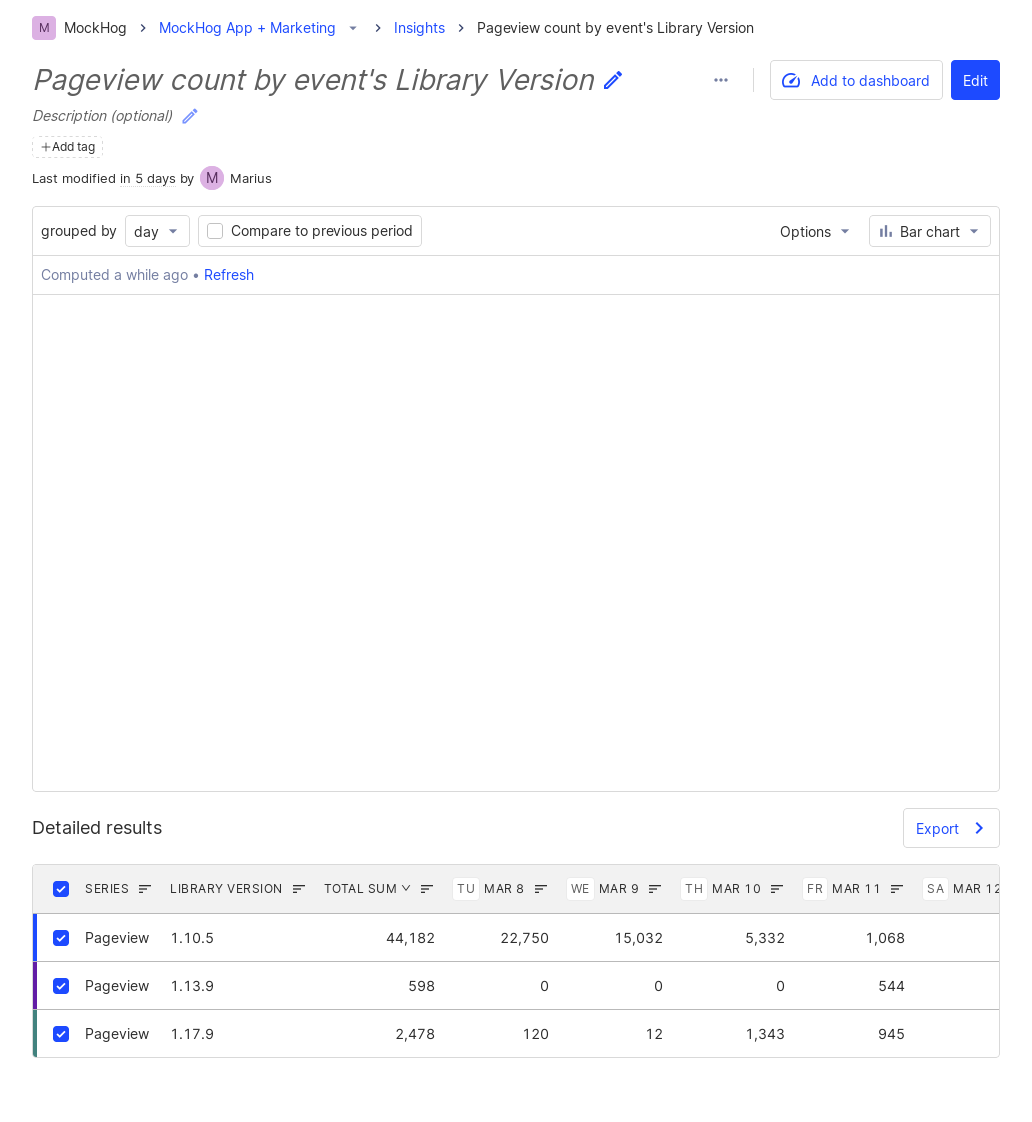 M MockHog MockHog App + Marketing Insights Pageview count by event's Library Version
Pageview count by event's Library Version
Add to dashboard Edit
Description (optional)
Add tag
Last modified in 5 days by M Marius
grouped by day Compare to previous period Options Bar chart
Computed a while ago • Refresh
Detailed results Export
SERIES LIBRARY VERSION TOTAL SUM TU MAR 8 WE MAR 9 TH MAR 10 FR MAR 11 SA MAR 12
Pageview 1.10.5 44,182 22,750 15,032 5,332 1,068
Pageview 1.13.9 598 0 0 0 544
Pageview 1.17.9 2,478 120 12 1,343 945